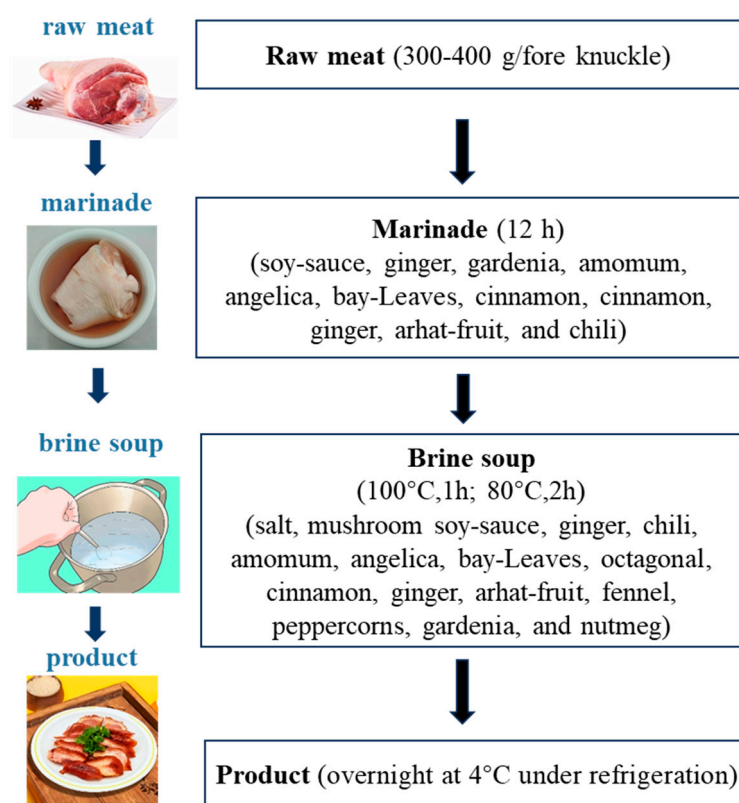 raw meat
Raw meat (300-400 g/fore knuckle)
marinade
Marinade (12 h)
(soy-sauce, ginger, gardenia, amomum,
angelica, bay-Leaves, cinnamon, cinnamon,
ginger, arhat-fruit, and chili)
brine soup
Brine soup
(100°C,1h; 80°C,2h)
(salt, mushroom soy-sauce, ginger, chili,
amomum, angelica, bay-Leaves, octagonal,
cinnamon, ginger, arhat-fruit, fennel,
peppercorns, gardenia, and nutmeg)
product
Product (overnight at 4°C under refrigeration)